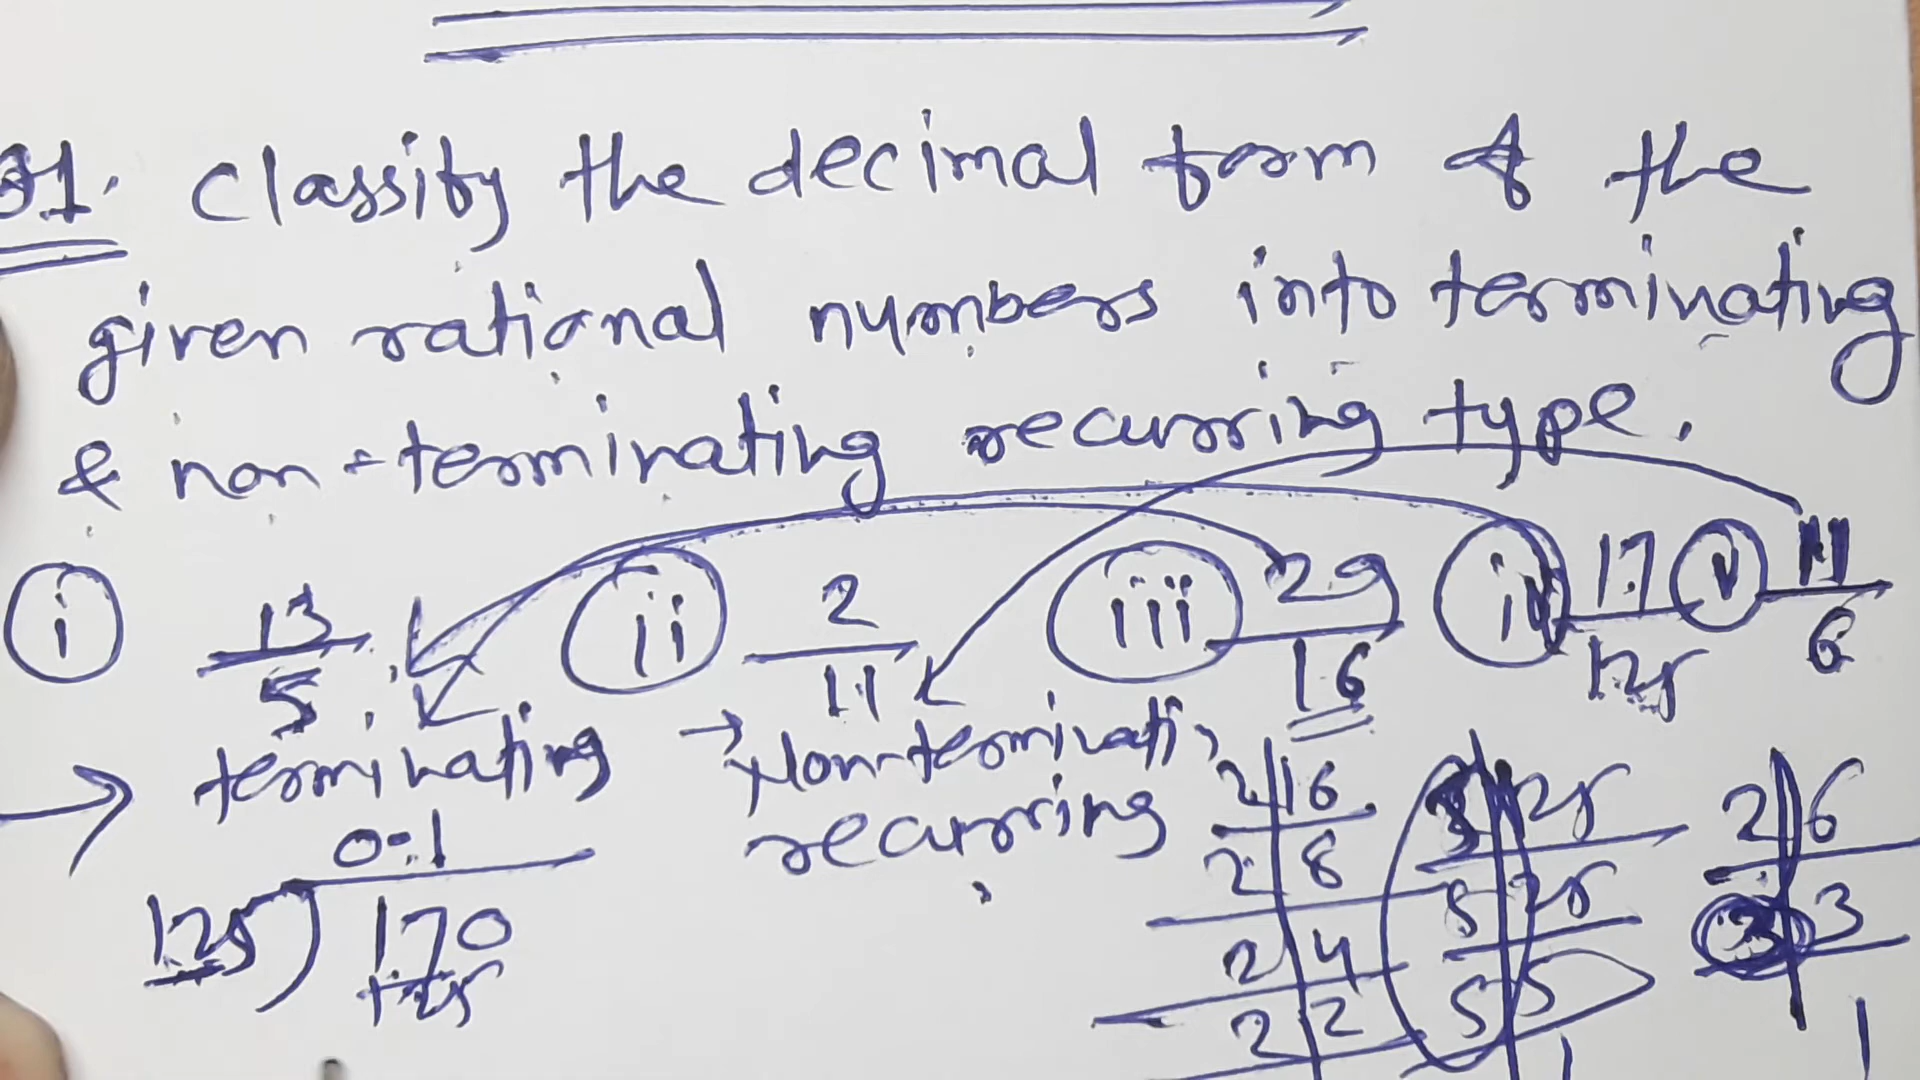 Q1. Classify the decimal form of the
given rational numbers into terminating
& non-terminating recurring type.
i 13/5 ii 2/11 iii 29/16 iv 17/125 v 11/6
→ terminating → Non-terminati
recurring
0.1
125) 170
125
2 | 16
2 | 8
2 | 4
2 | 2
5 | 125
5 | 25
5 | 5
1
2 | 6
3 | 3
1